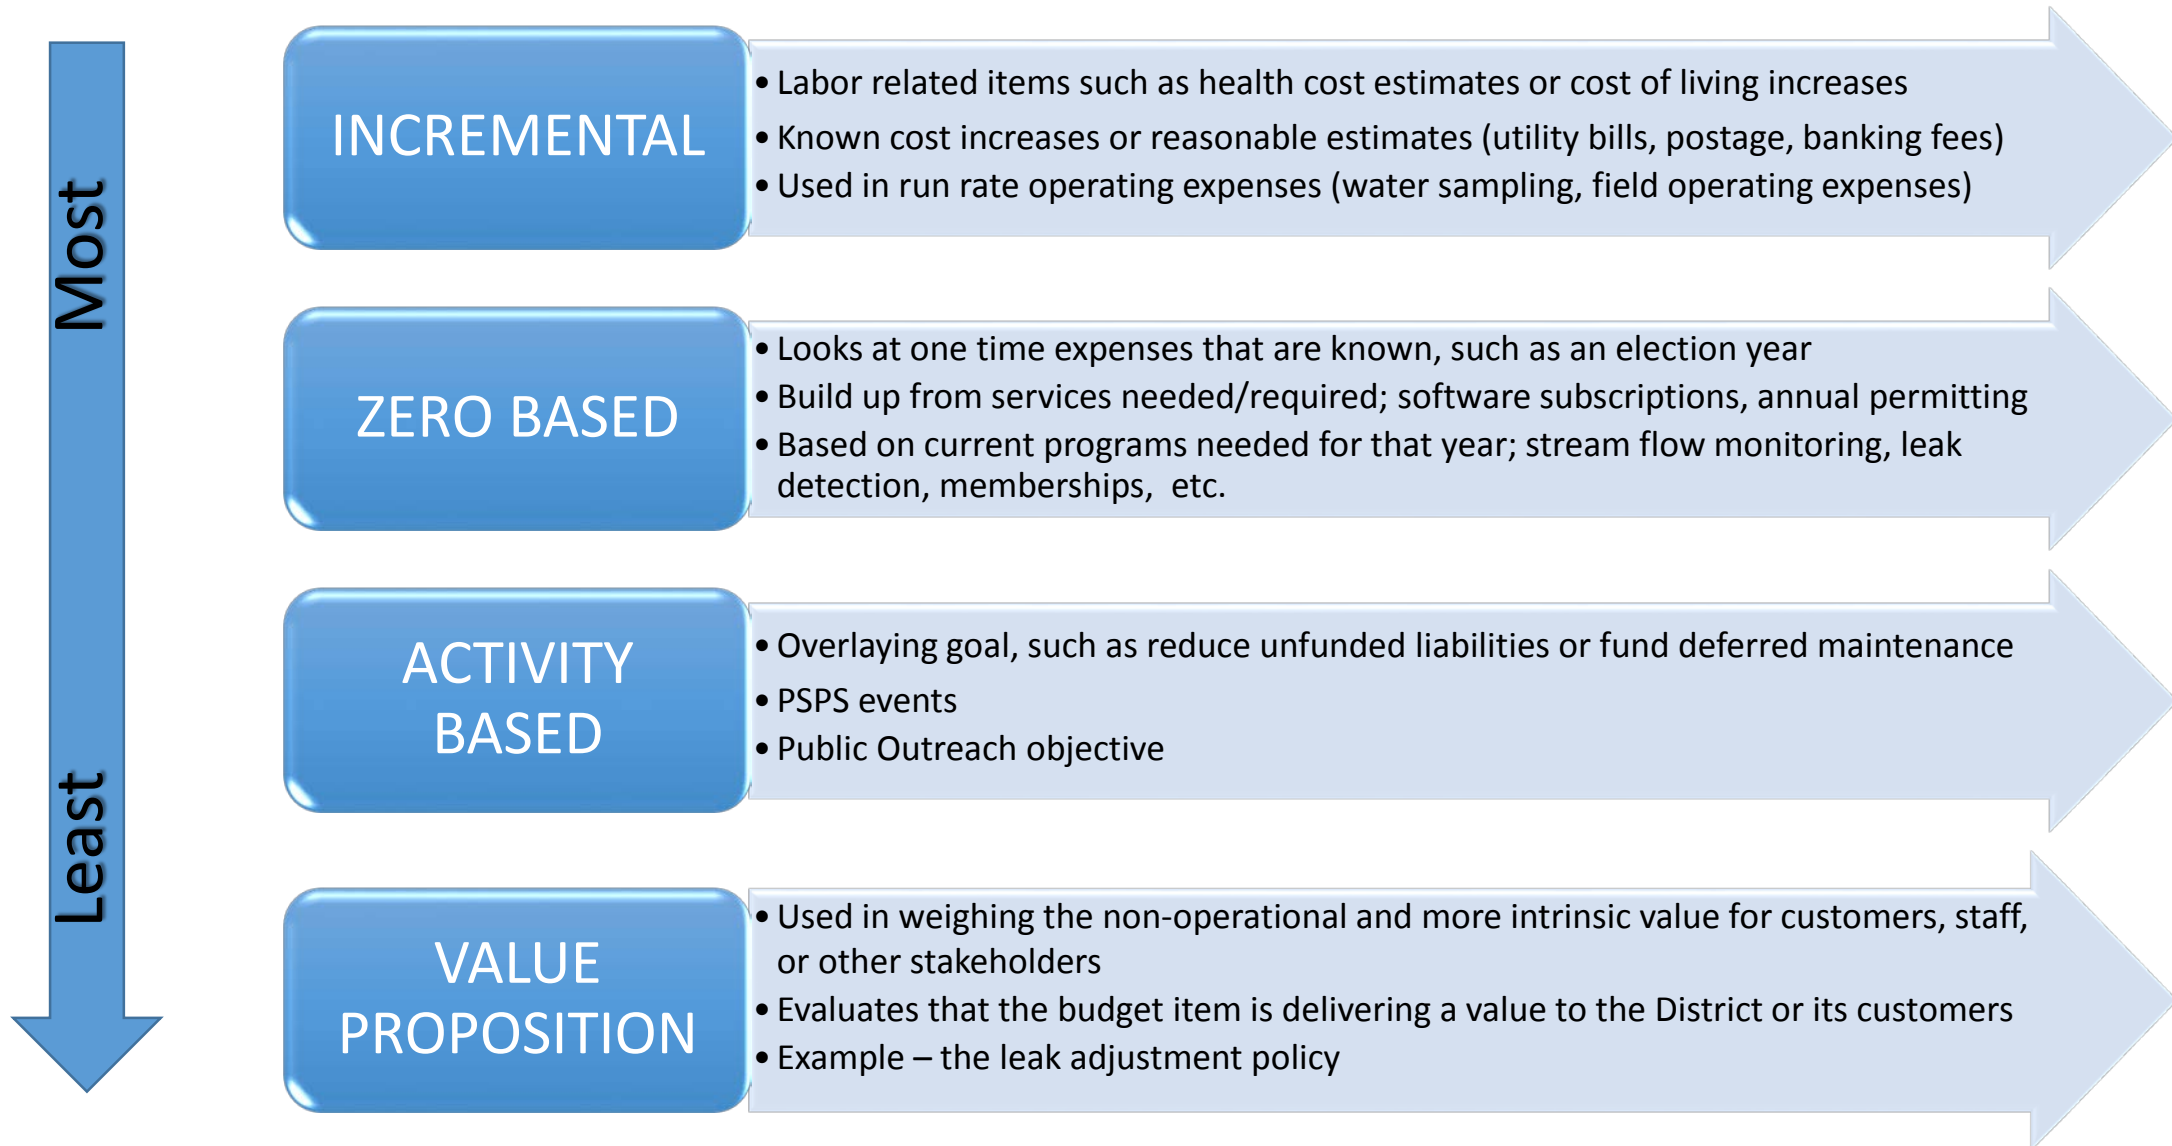 Most
Least
INCREMENTAL
• Labor related items such as health cost estimates or cost of living increases
• Known cost increases or reasonable estimates (utility bills, postage, banking fees)
• Used in run rate operating expenses (water sampling, field operating expenses)
ZERO BASED
• Looks at one time expenses that are known, such as an election year
• Build up from services needed/required; software subscriptions, annual permitting
• Based on current programs needed for that year; stream flow monitoring, leak
detection, memberships, etc.
ACTIVITY
BASED
• Overlaying goal, such as reduce unfunded liabilities or fund deferred maintenance
• PSPS events
• Public Outreach objective
VALUE
PROPOSITION
• Used in weighing the non-operational and more intrinsic value for customers, staff,
or other stakeholders
• Evaluates that the budget item is delivering a value to the District or its customers
• Example – the leak adjustment policy